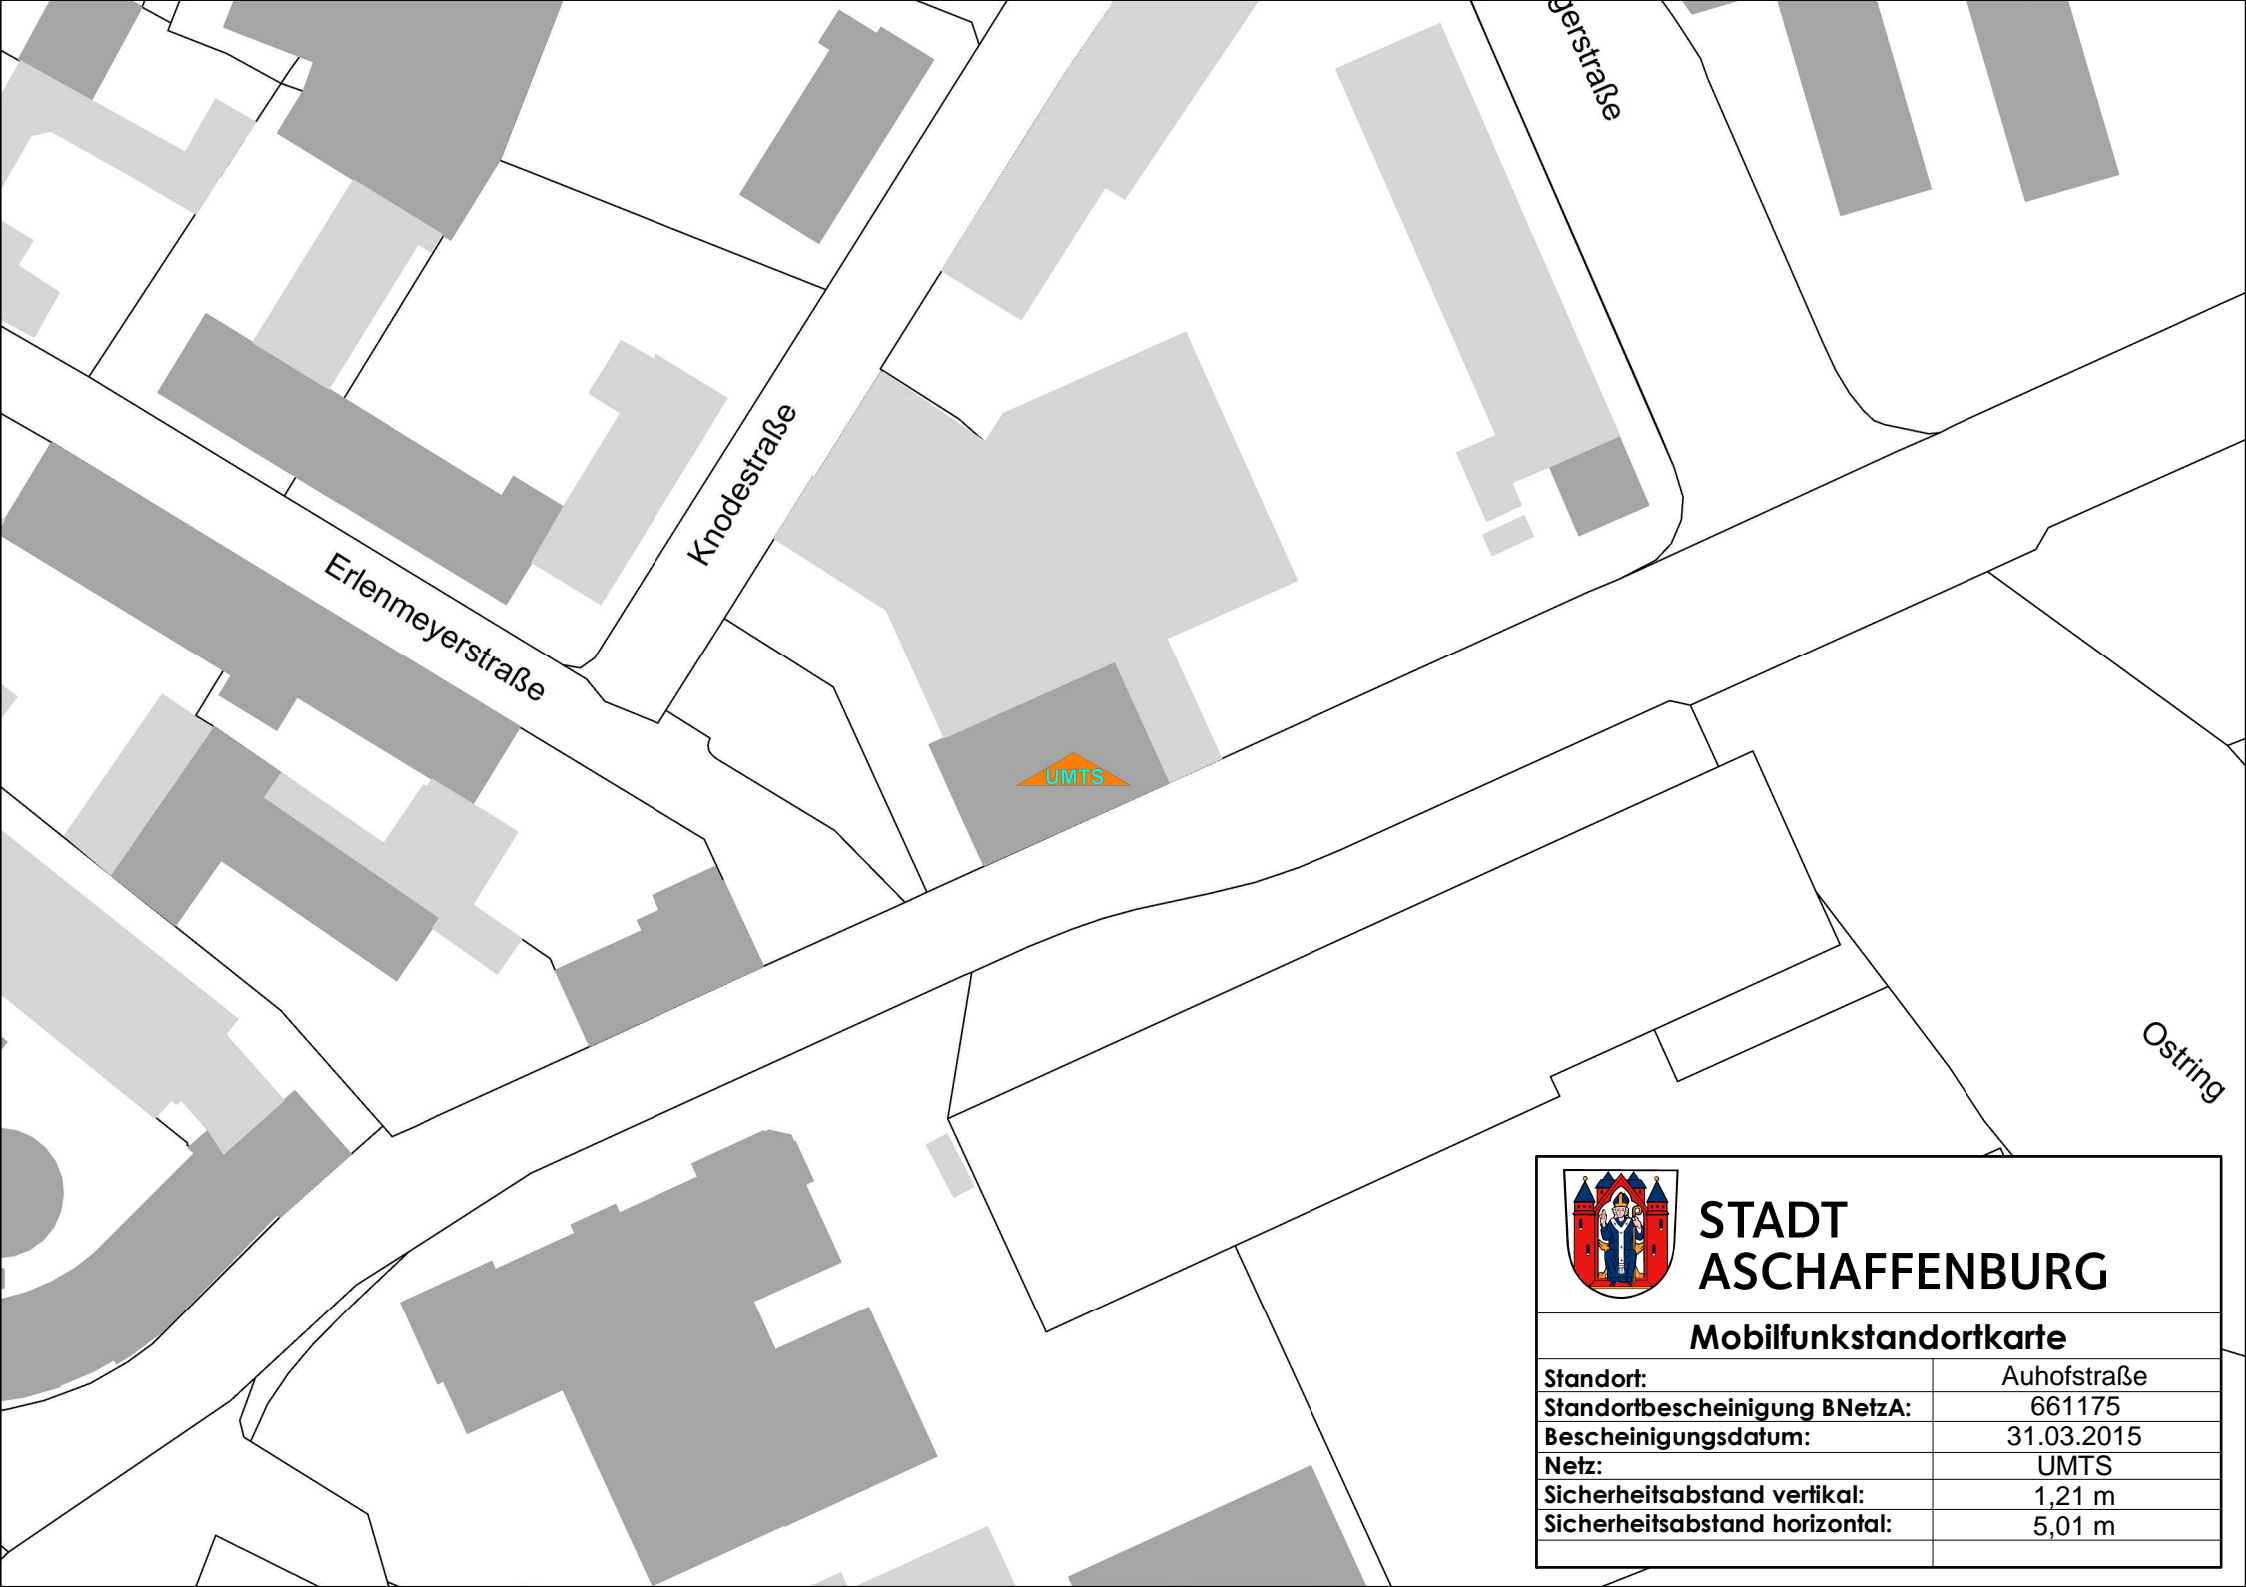 gerstraße
Knodestraße
Erlenmeyerstraße
UMTS
Ostring
STADT
ASCHAFFENBURG
Mobilfunkstandortkarte
Standort: Auhofstraße
Standortbescheinigung BNetzA: 661175
Bescheinigungsdatum: 31.03.2015
Netz: UMTS
Sicherheitsabstand vertikal: 1,21 m
Sicherheitsabstand horizontal: 5,01 m